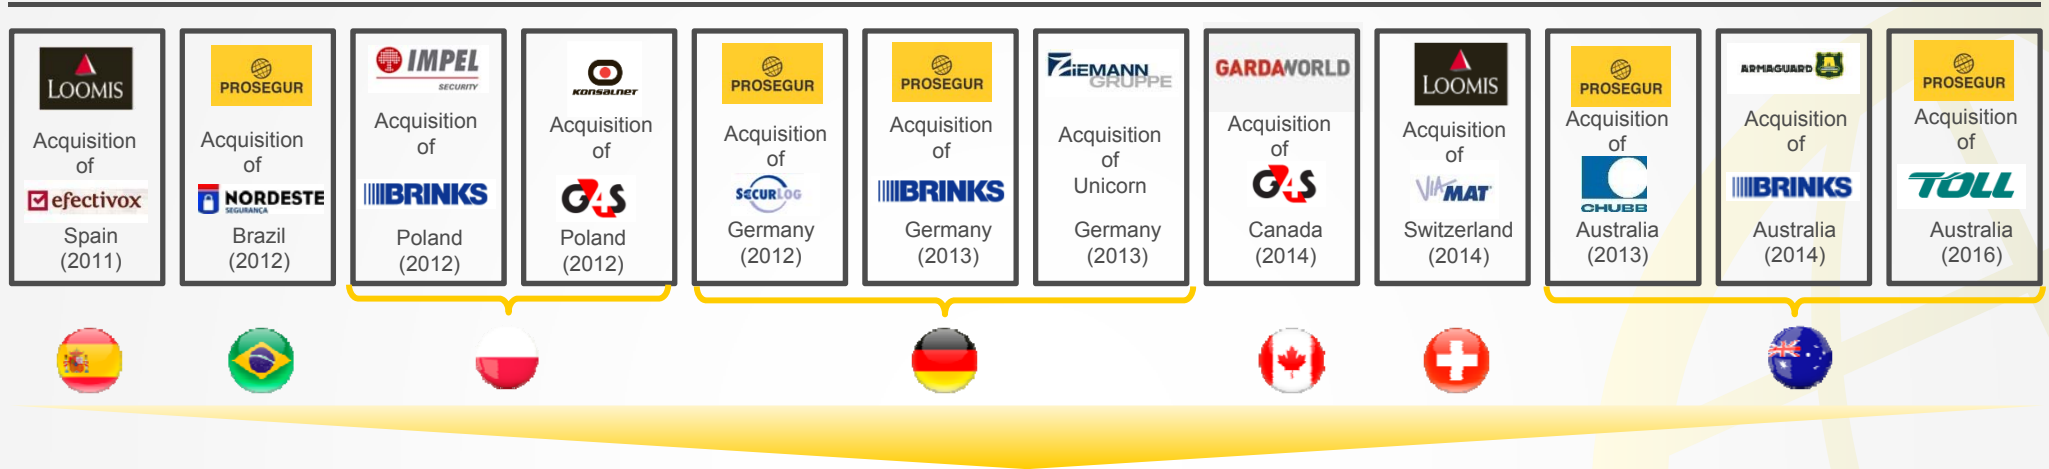 LOOMIS
Acquisition
of
efectivox
Spain
(2011)
PROSEGUR
Acquisition
of
NORDESTE
SEGURANÇA
Brazil
(2012)
IMPEL
SECURITY
Acquisition
of
BRINKS
Poland
(2012)
KONSALNET
Acquisition
of
G4S
Poland
(2012)
PROSEGUR
Acquisition
of
SECURLOG
Germany
(2012)
PROSEGUR
Acquisition
of
BRINKS
Germany
(2013)
ZIEMANN
GRUPPE
Acquisition
of
Unicorn
Germany
(2013)
GARDAWORLD
Acquisition
of
G4S
Canada
(2014)
LOOMIS
Acquisition
of
VIA MAT
Switzerland
(2014)
PROSEGUR
Acquisition
of
CHUBB
Australia
(2013)
ARMAGUARD
Acquisition
of
BRINKS
Australia
(2014)
PROSEGUR
Acquisition
of
TOLL
Australia
(2016)